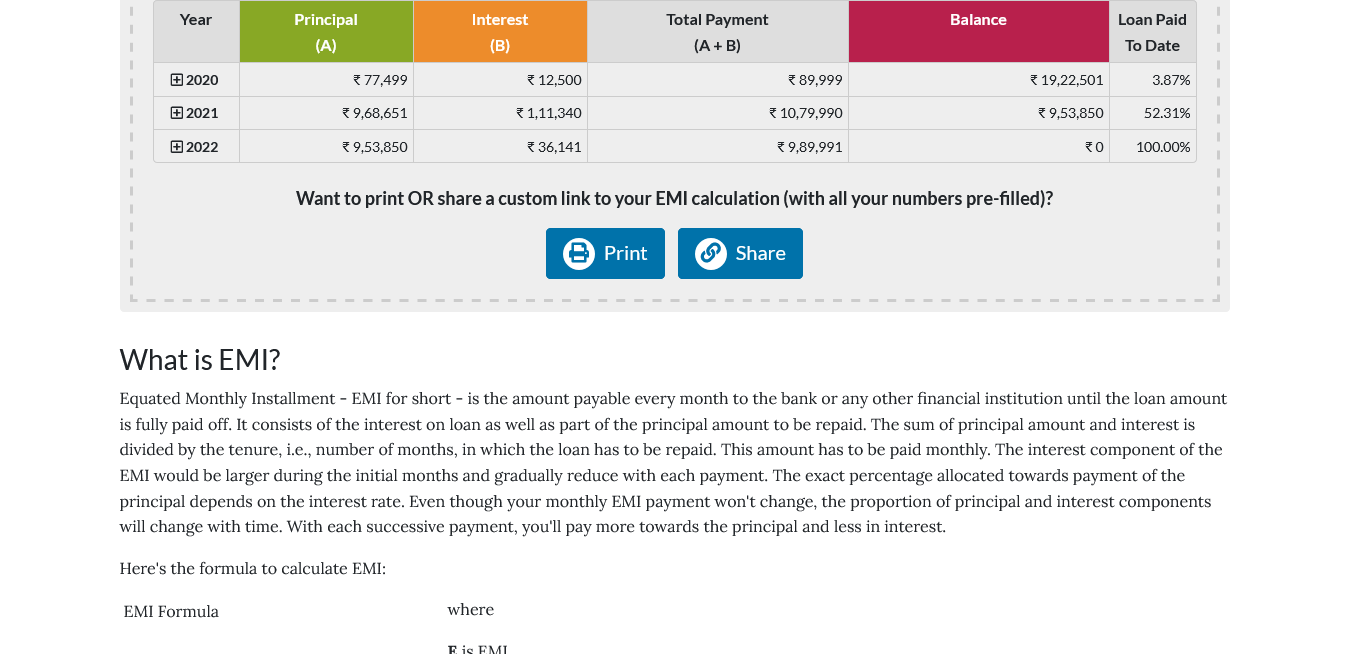 Year Principal Interest Total Payment Balance Loan Paid
(A) (B) (A + B) To Date
2020 ₹ 77,499 ₹ 12,500 ₹ 89,999 ₹ 19,22,501 3.87%
2021 ₹ 9,68,651 ₹ 1,11,340 ₹ 10,79,990 ₹ 9,53,850 52.31%
2022 ₹ 9,53,850 ₹ 36,141 ₹ 9,89,991 ₹ 0 100.00%
Want to print OR share a custom link to your EMI calculation (with all your numbers pre-filled)?
Print Share
What is EMI?
Equated Monthly Installment - EMI for short - is the amount payable every month to the bank or any other financial institution until the loan amount
is fully paid off. It consists of the interest on loan as well as part of the principal amount to be repaid. The sum of principal amount and interest is
divided by the tenure, i.e., number of months, in which the loan has to be repaid. This amount has to be paid monthly. The interest component of the
EMI would be larger during the initial months and gradually reduce with each payment. The exact percentage allocated towards payment of the
principal depends on the interest rate. Even though your monthly EMI payment won't change, the proportion of principal and interest components
will change with time. With each successive payment, you'll pay more towards the principal and less in interest.
Here's the formula to calculate EMI:
EMI Formula where
E is EMI